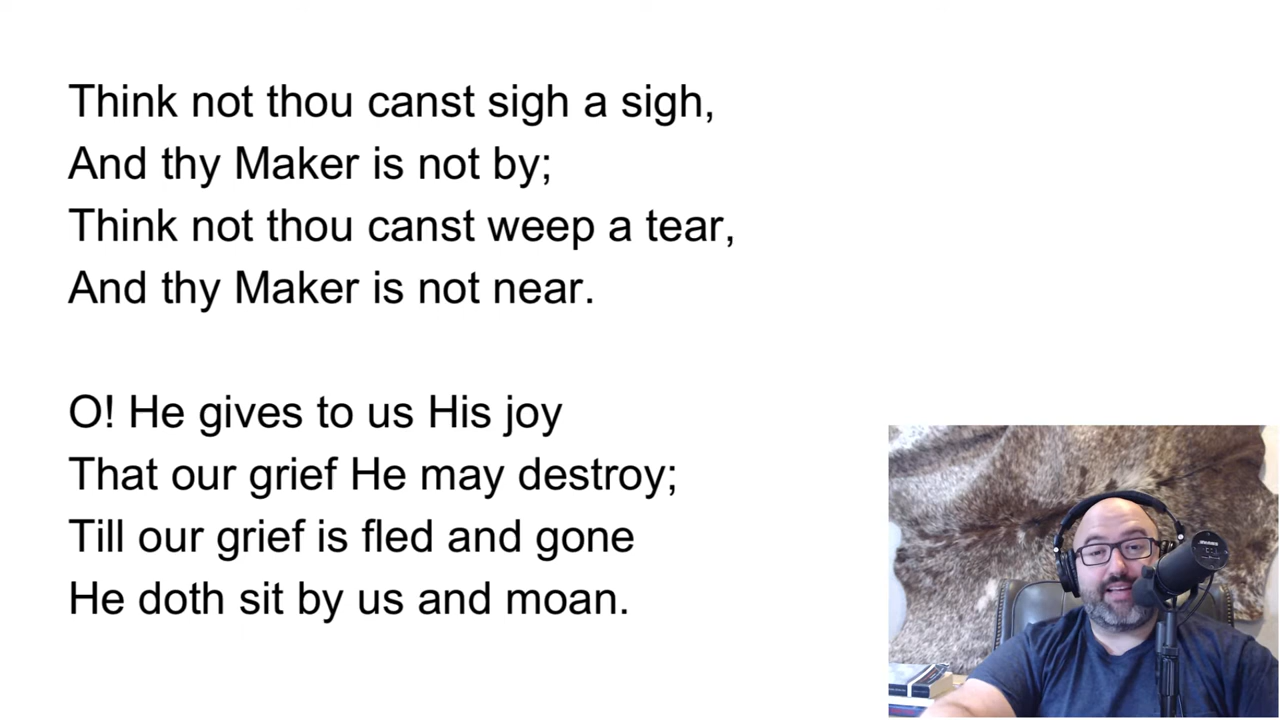 Think not thou canst sigh a sigh,
And thy Maker is not by;
Think not thou canst weep a tear,
And thy Maker is not near.
O! He gives to us His joy
That our grief He may destroy;
Till our grief is fled and gone
He doth sit by us and moan.